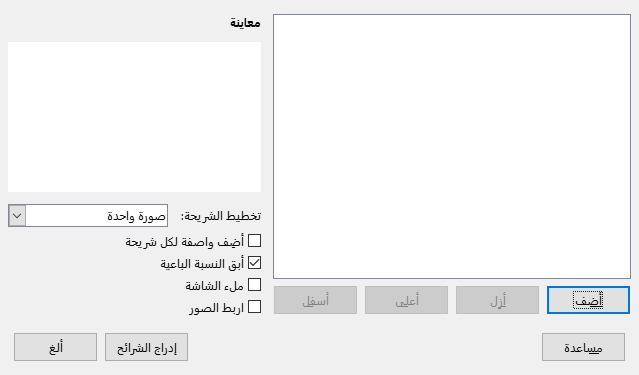 معاينة
تخطيط الشريحة:
صورة واحدة
أضِف واصفة لكل شريحة
أبق النسبة الباعية
ملء الشاشة
اربط الصور
أضِف
أزِل
أعلى
أسفل
مساعدة
إدراج الشرائح
ألغ